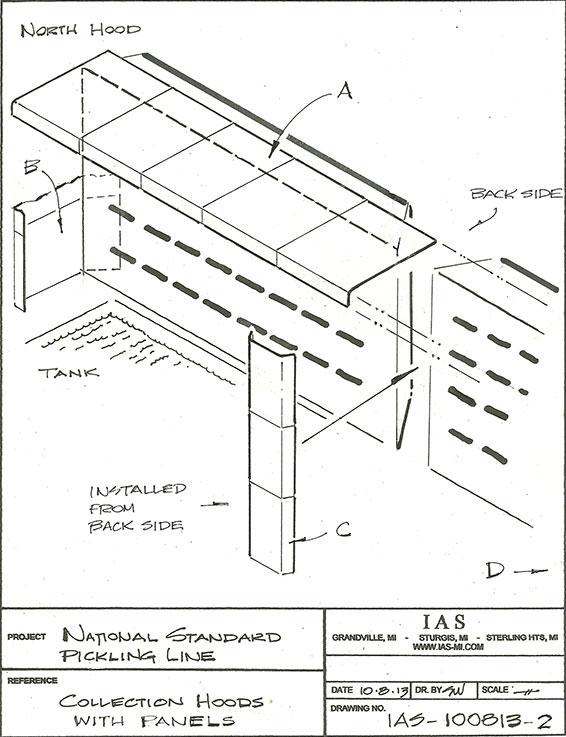 NORTH HOOD
A
B
BACK SIDE
TANK
INSTALLED
FROM
BACK SIDE
C
D
PROJECT NATIONAL STANDARD
PICKLING LINE
REFERENCE
COLLECTION HOODS
WITH PANELS
IAS
GRANDVILLE, MI - STURGIS, MI - STERLING HTS, MI
WWW.IAS-MI.COM
DATE 10-8-13 DR. BY SW SCALE
DRAWING NO.
IAS-100813-2